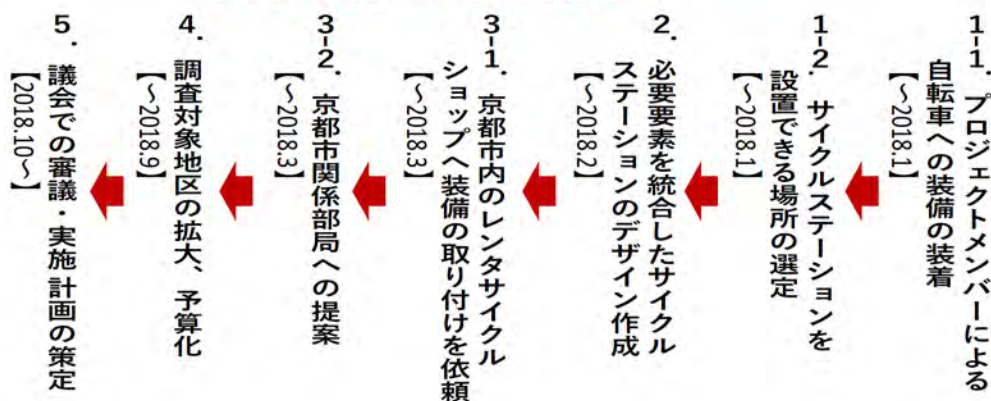 1-1. プロジェクトメンバーによる
自転車への装備の装着
【～2018.1】
1-2. サイクルステーションを
設置できる場所の選定
【～2018.1】
2. 必要要素を統合したサイクル
ステーションのデザイン作成
【～2018.2】
3-1. 京都市内のレンタサイクル
ショップへ装備の取り付けを依頼
【～2018.3】
3-2. 京都市関係部局への提案
【～2018.3】
4. 調査対象地区の拡大、予算化
【～2018.9】
5. 議会での審議・実施計画の策定
【2018.10～】